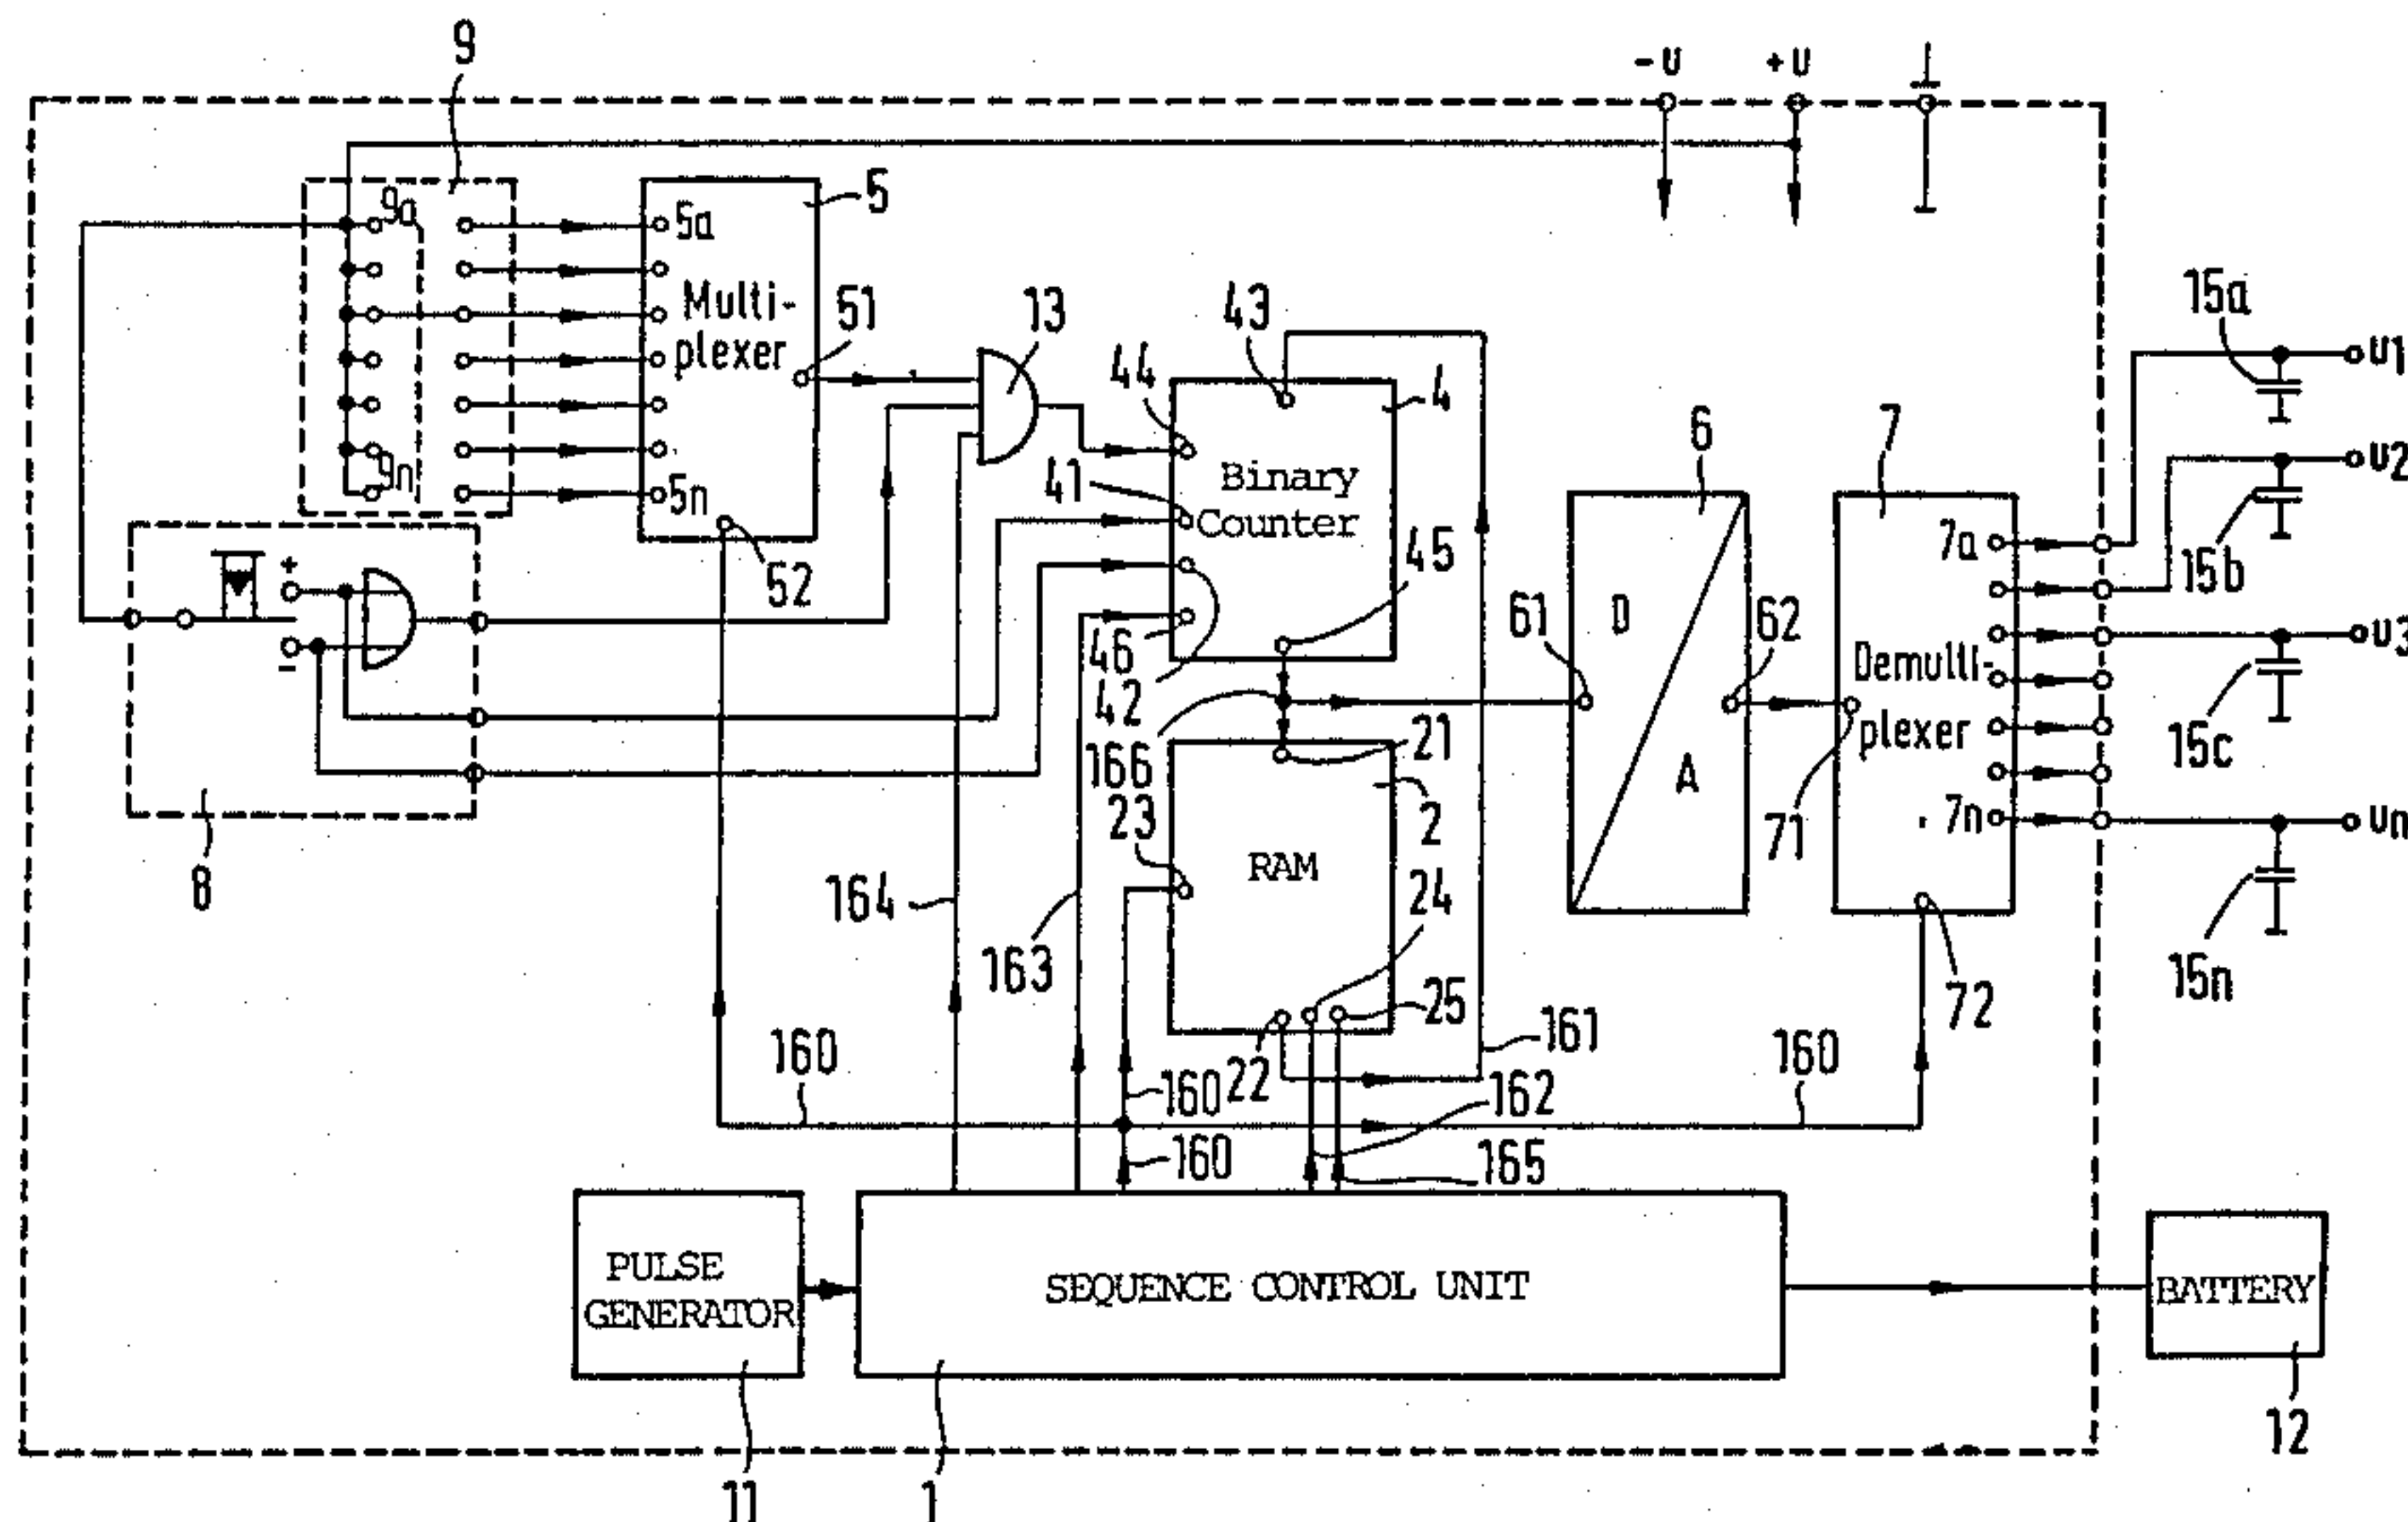 9
- U
+ U
9a
5a
5
Multi-
plexer
51
13
43
15a
U1
44
4
9n
5n
41
Binary
Counter
6
7
U2
45
15b
7a
+
-
52
46
42
61
D
62
U3
Demulti-
plexer
15c
166
21
A
23
2
71
7n
Un
8
164
RAM
24
163
25
72
15n
160
160
22
161
160
162
160
165
PULSE
GENERATOR
SEQUENCE CONTROL UNIT
BATTERY
12
11
1